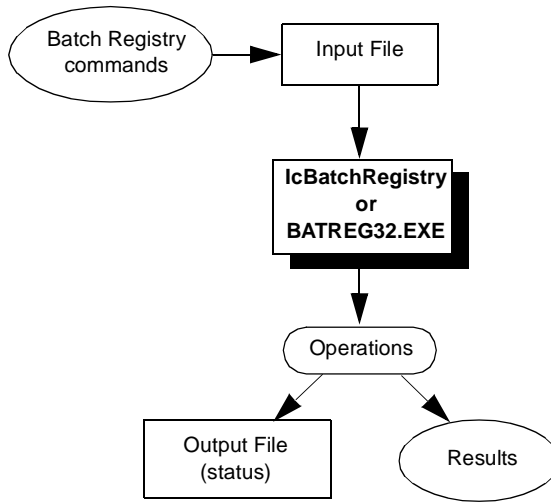 Batch Registry
commands
Input File
IcBatchRegistry
or
BATREG32.EXE
Operations
Output File
(status)
Results